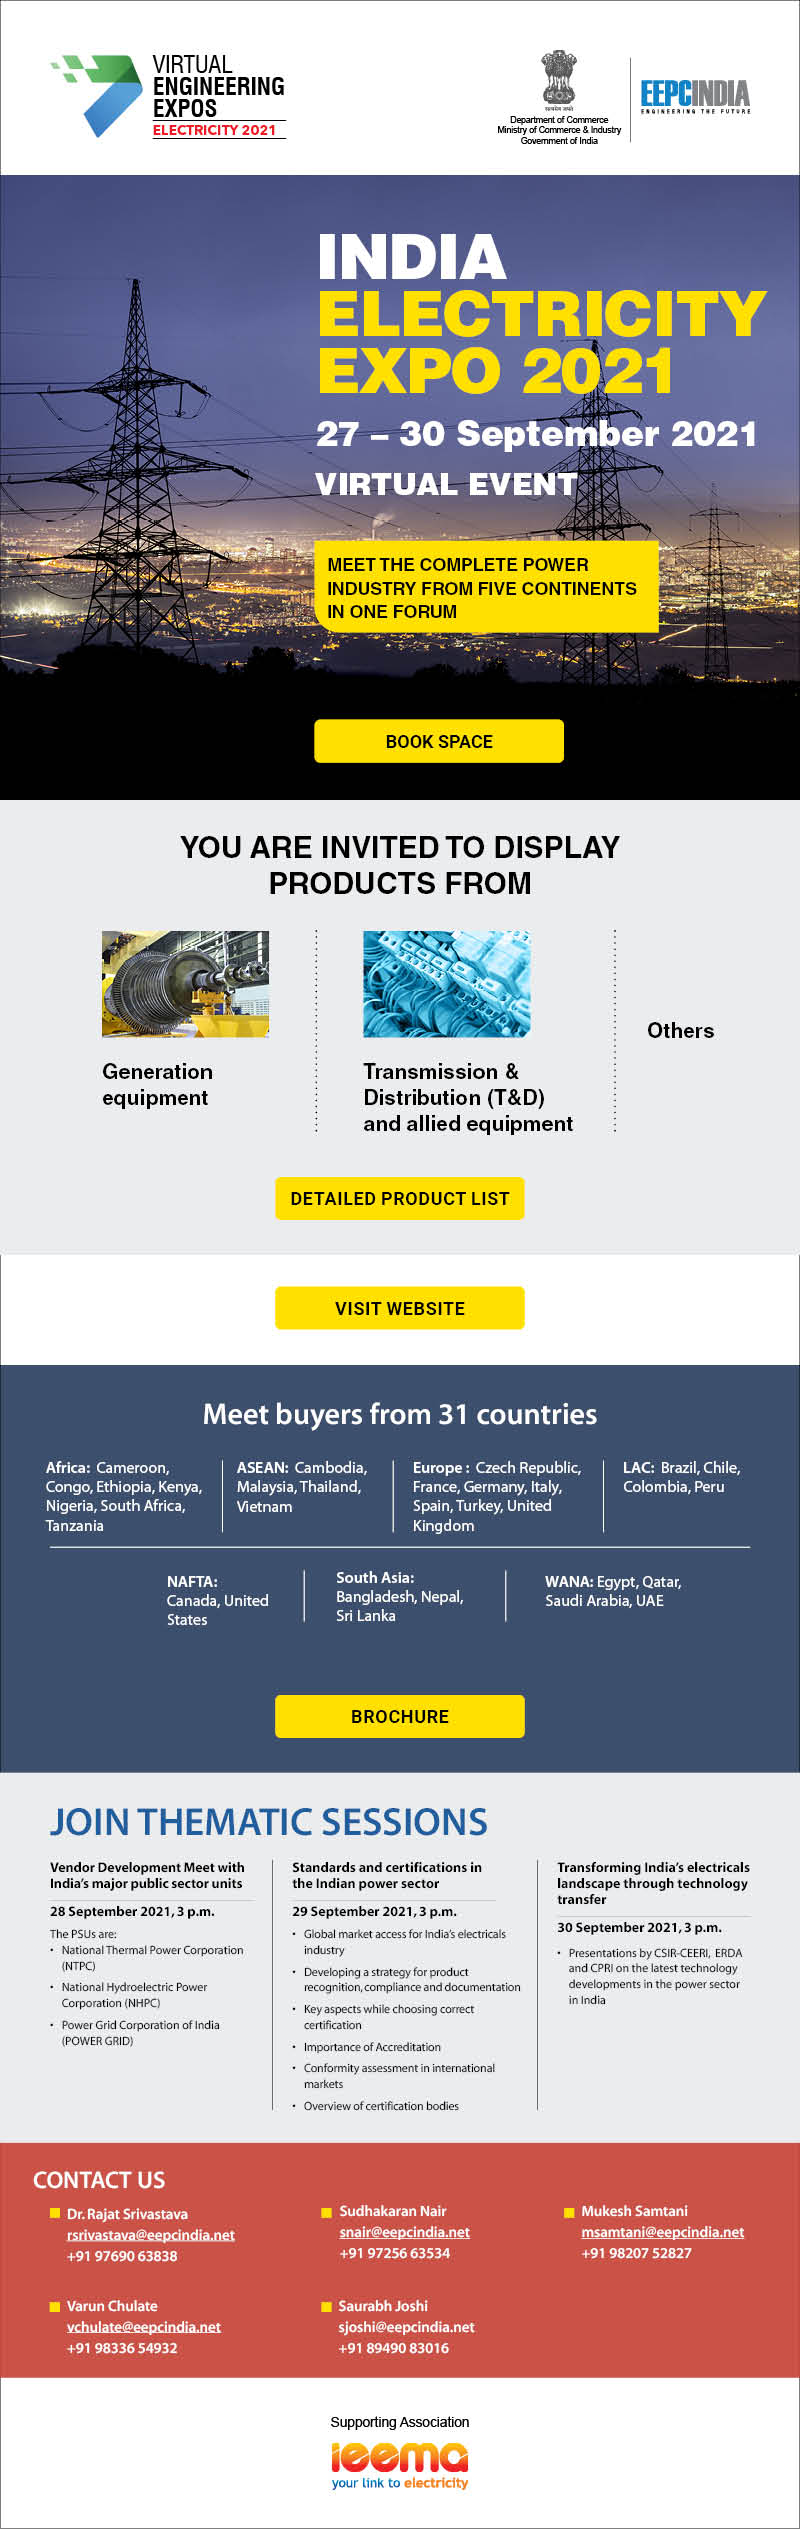 VIRTUAL
ENGINEERING
EXPOS
ELECTRICITY 2021
सत्यमेव जयते
Department of Commerce
Ministry of Commerce & Industry
Government of India
EEPCINDIA
ENGINEERING THE FUTURE
INDIA
ELECTRICITY
EXPO 2021
27 – 30 September 2021
VIRTUAL EVENT
MEET THE COMPLETE POWER
INDUSTRY FROM FIVE CONTINENTS
IN ONE FORUM
BOOK SPACE
YOU ARE INVITED TO DISPLAY
PRODUCTS FROM
Generation
equipment
Transmission &
Distribution (T&D)
and allied equipment
Others
DETAILED PRODUCT LIST
VISIT WEBSITE
Meet buyers from 31 countries
Africa: Cameroon,
Congo, Ethiopia, Kenya,
Nigeria, South Africa,
Tanzania
ASEAN: Cambodia,
Malaysia, Thailand,
Vietnam
Europe : Czech Republic,
France, Germany, Italy,
Spain, Turkey, United
Kingdom
LAC: Brazil, Chile,
Colombia, Peru
NAFTA:
Canada, United
States
South Asia:
Bangladesh, Nepal,
Sri Lanka
WANA: Egypt, Qatar,
Saudi Arabia, UAE
BROCHURE
JOIN THEMATIC SESSIONS
Vendor Development Meet with
India's major public sector units
28 September 2021, 3 p.m.
The PSUs are:
• National Thermal Power Corporation
(NTPC)
• National Hydroelectric Power
Corporation (NHPC)
• Power Grid Corporation of India
(POWER GRID)
Standards and certifications in
the Indian power sector
29 September 2021, 3 p.m.
• Global market access for India's electricals
industry
• Developing a strategy for product
recognition, compliance and documentation
• Key aspects while choosing correct
certification
• Importance of Accreditation
• Conformity assessment in international
markets
• Overview of certification bodies
Transforming India's electricals
landscape through technology
transfer
30 September 2021, 3 p.m.
• Presentations by CSIR-CEERI, ERDA
and CPRI on the latest technology
developments in the power sector
in India
CONTACT US
Dr. Rajat Srivastava
rsrivastava@eepcindia.net
+91 97690 63838
Sudhakaran Nair
snair@eepcindia.net
+91 97256 63534
Mukesh Samtani
msamtani@eepcindia.net
+91 98207 52827
Varun Chulate
vchulate@eepcindia.net
+91 98336 54932
Saurabh Joshi
sjoshi@eepcindia.net
+91 89490 83016
Supporting Association
ieema
your link to electricity